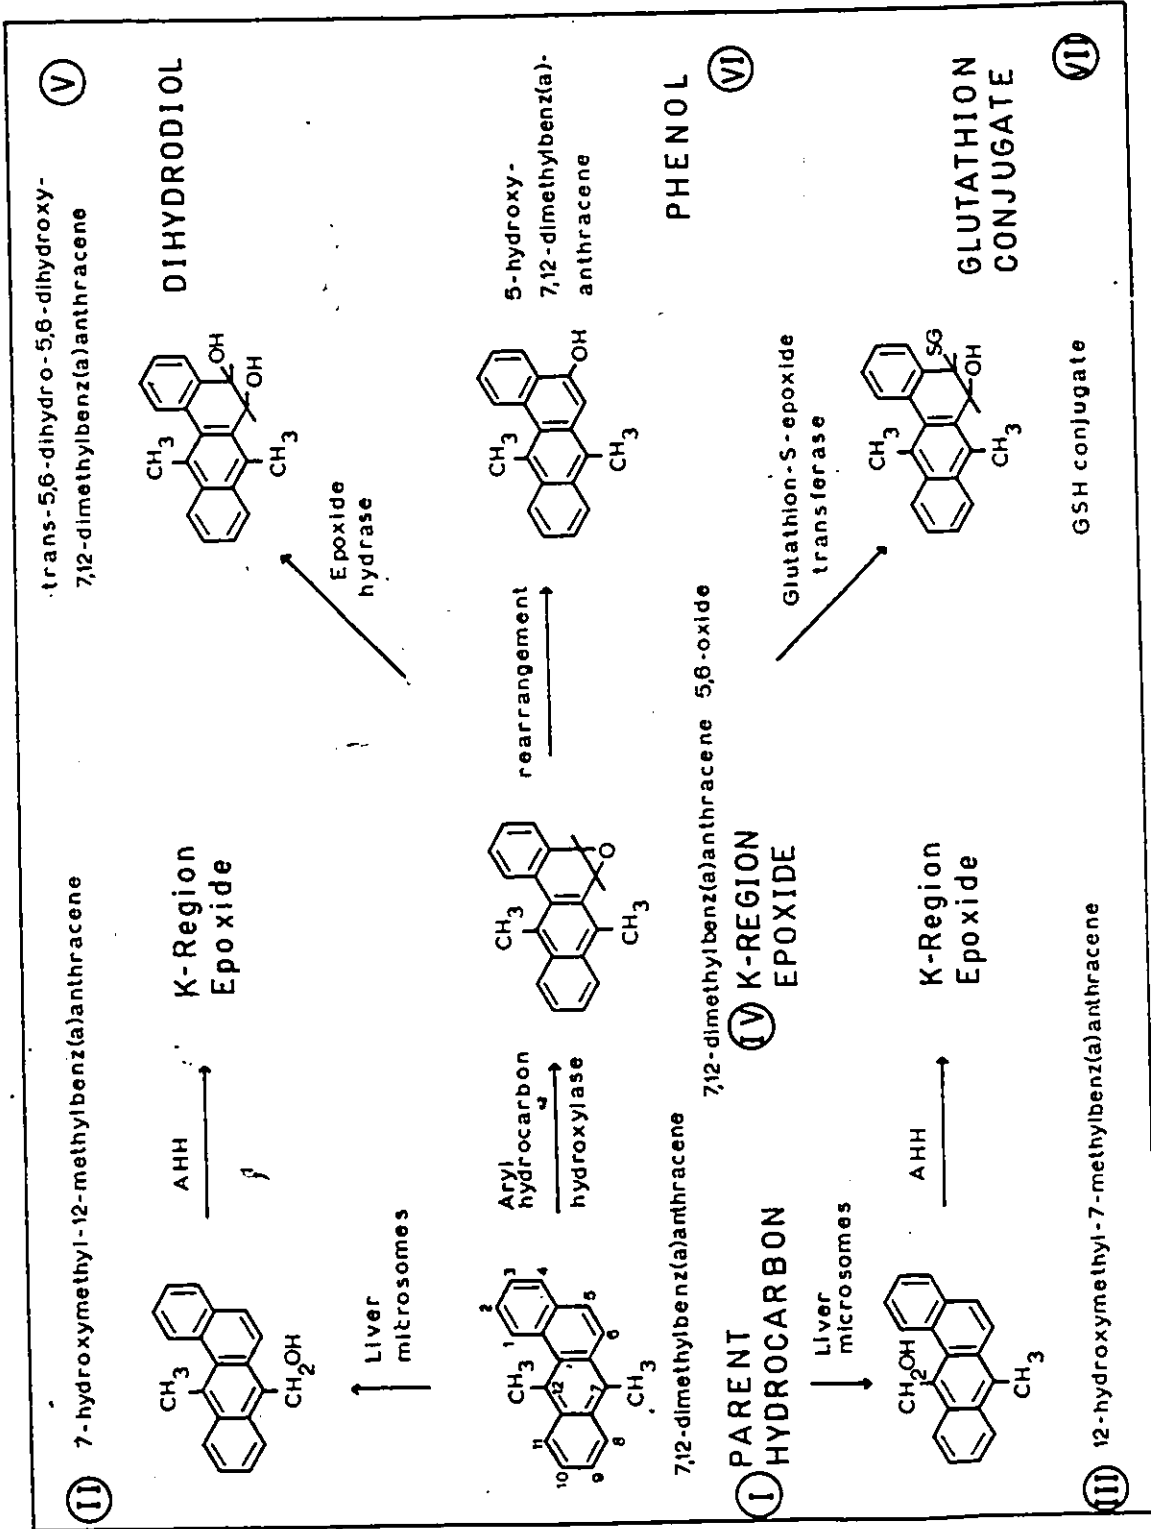 II 7-hydroxymethyl-12-methylbenz(a)anthracene
CH3
CH2OH
AHH
K-Region
Epoxide
Liver
mitrosomes
trans-5,6-dihydro-5,6-dihydroxy-
7,12-dimethylbenz(a)anthracene
V
CH3
OH
OH
CH3
DIHYDRODIOL
Epoxide
hydrase
1
2
3
4
5
6
7
8
9
10
11
12
CH3
CH3
7,12-dimethylbenz(a)anthracene
I PARENT
HYDROCARBON
Aryl
hydrocarbon
hydroxylase
CH3
O
CH3
7,12-dimethylbenz(a)anthracene 5,6-oxide
IV K-REGION
EPOXIDE
rearrangement
CH3
OH
CH3
5-hydroxy-
7,12-dimethylbenz(a)-
anthracene
PHENOL
VI
Liver
microsomes
CH2OH
12
CH3
AHH
K-Region
Epoxide
III 12-hydroxymethyl-7-methylbenz(a)anthracene
Glutathion-S-epoxide
transferase
CH3
SG
OH
CH3
GSH conjugate
GLUTATHION
CONJUGATE
VII